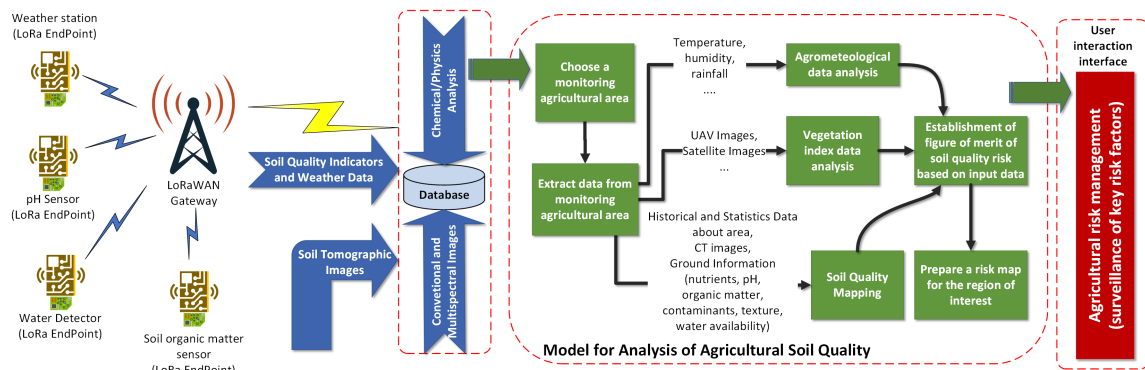 Weather station
(LoRa EndPoint)
pH Sensor
(LoRa EndPoint)
Water Detector
(LoRa EndPoint)
Soil organic matter
sensor
(LoRa EndPoint)
LoRaWAN
Gateway
Soil Quality Indicators
and Weather Data
Soil Tomographic
Images
Chemical/Physics
Analysis
Database
Convetional and
Multispectral Images
Choose a
monitoring
agricultural area
Extract data from
monitoring
agricultural area
Temperature,
humidity,
rainfall
....
UAV Images,
Satellite Images
...
Historical and Statistics Data
about area,
CT images,
Ground Information
(nutrients, pH,
organic matter,
contaminants, texture,
water availability)
Agrometeological
data analysis
Vegetation
index data
analysis
Soil Quality
Mapping
Establishment of
figure of merit of
soil quality risk
based on input data
Prepare a risk map
for the region of
interest
Model for Analysis of Agricultural Soil Quality
User
interaction
interface
Agricultural risk management
(surveillance of key risk factors)